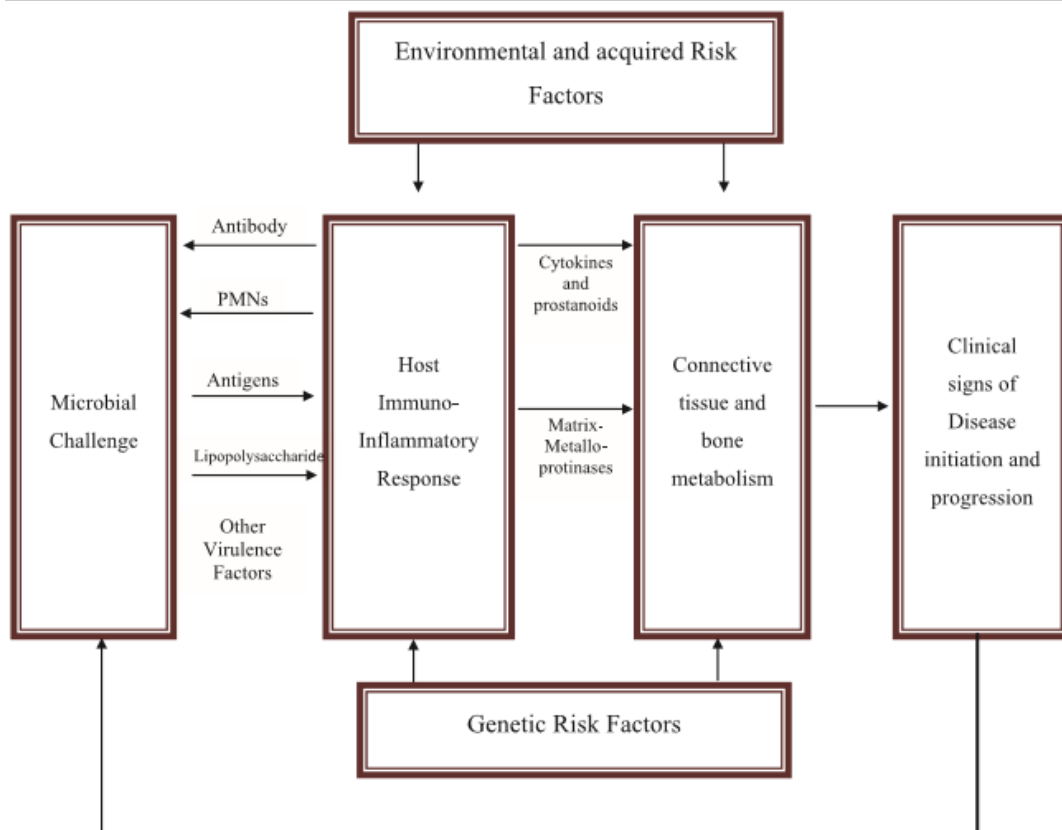 Environmental and acquired Risk
Factors
Microbial
Challenge
Antibody
PMNs
Antigens
Lipopolysaccharide
Other
Virulence
Factors
Host
Immuno-
Inflammatory
Response
Cytokines
and
prostanoids
Matrix-
Metallo-
protinases
Connective
tissue and
bone
metabolism
Clinical
signs of
Disease
initiation and
progression
Genetic Risk Factors